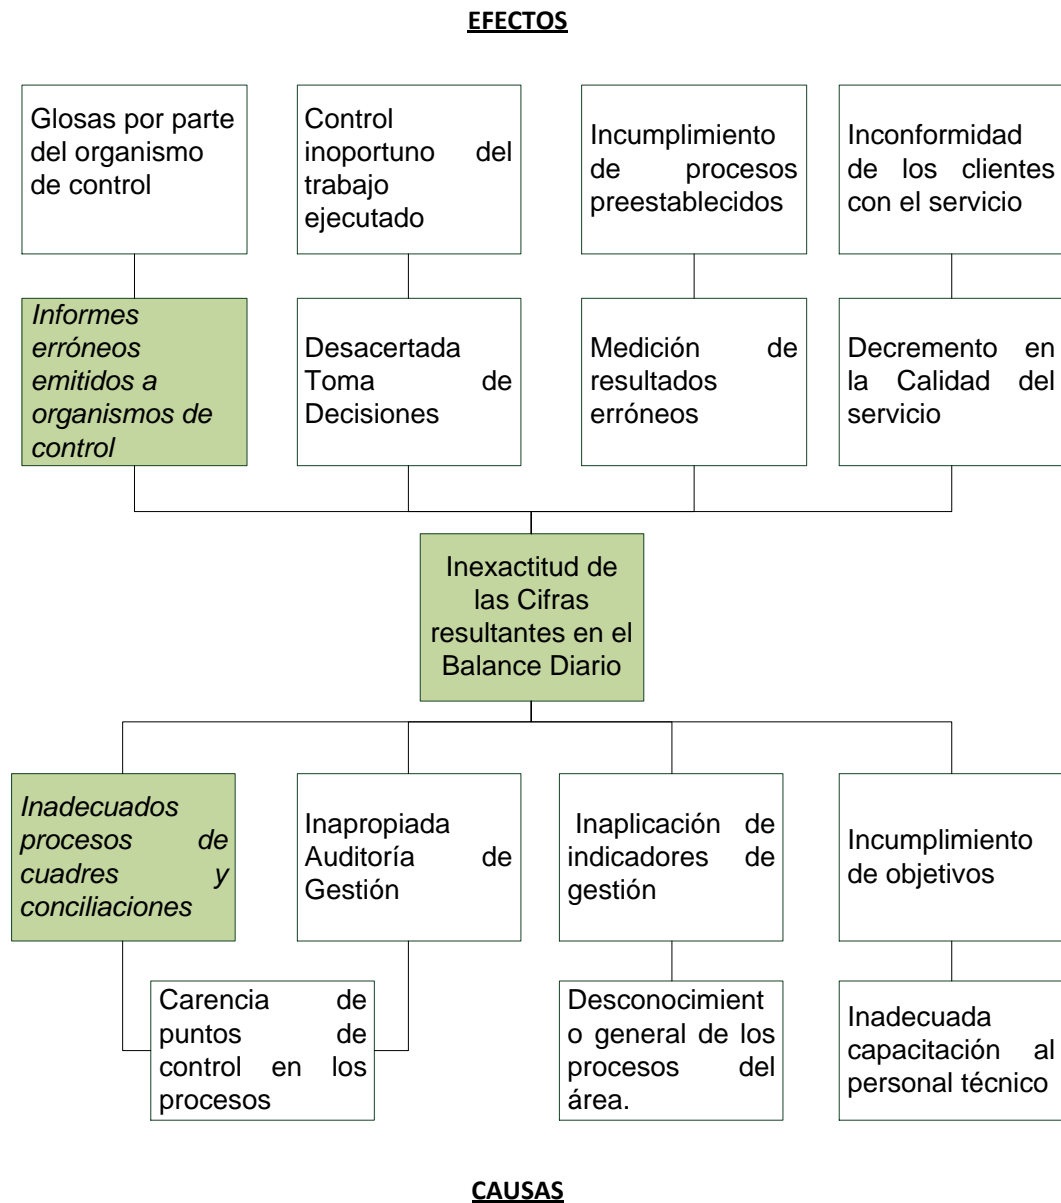 EFECTOS
Glosas por parte
del organismo
de control
Control
inoportuno del
trabajo
ejecutado
Incumplimiento
de procesos
preestablecidos
Inconformidad
de los clientes
con el servicio
Informes
erróneos
emitidos a
organismos de
control
Desacertada
Toma de
Decisiones
Medición de
resultados
erróneos
Decremento en
la Calidad del
servicio
Inexactitud de
las Cifras
resultantes en el
Balance Diario
Inadecuados
procesos de
cuadres y
conciliaciones
Inapropiada
Auditoría de
Gestión
Inaplicación de
indicadores de
gestión
Incumplimiento
de objetivos
Carencia de
puntos de
control en los
procesos
Desconocimient
o general de los
procesos del
área.
Inadecuada
capacitación al
personal técnico
CAUSAS